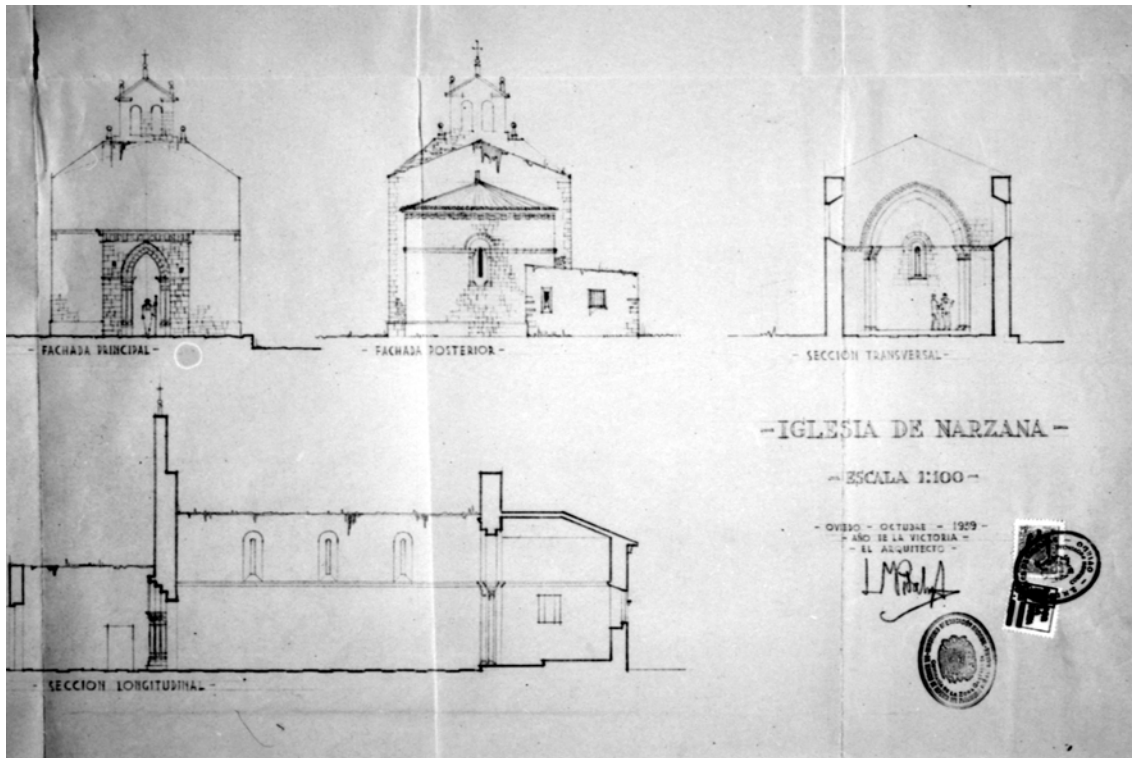 - FACHADA PRINCIPAL -
- FACHADA POSTERIOR -
- SECCIÓN TRANSVERSAL -
- IGLESIA DE NARZANA -
- ESCALA 1:100 -
- OVIEDO - OCTUBRE - 1939 -
- AÑO DE LA VICTORIA -
- EL ARQUITECTO -
- SECCION LONGITUDINAL -